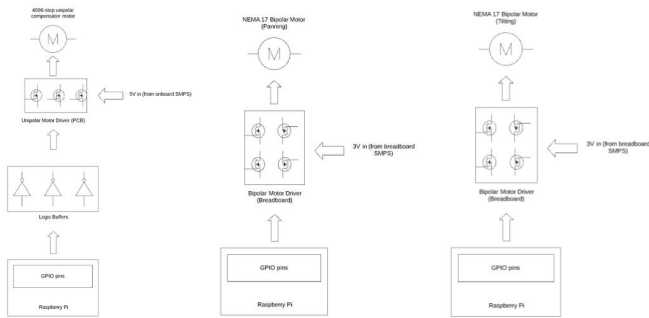 4096-step unipolar
compensator motor
M
5V in (from onboard SMPS)
Unipolar Motor Driver (PCB)
Logic Buffers
GPIO pins
Raspberry Pi
NEMA 17 Bipolar Motor
(Panning)
M
3V in (from breadboard
SMPS)
Bipolar Motor Driver
(Breadboard)
GPIO pins
Raspberry Pi
NEMA 17 Bipolar Motor
(Tilting)
M
3V in (from breadboard
SMPS)
Bipolar Motor Driver
(Breadboard)
GPIO pins
Raspberry Pi